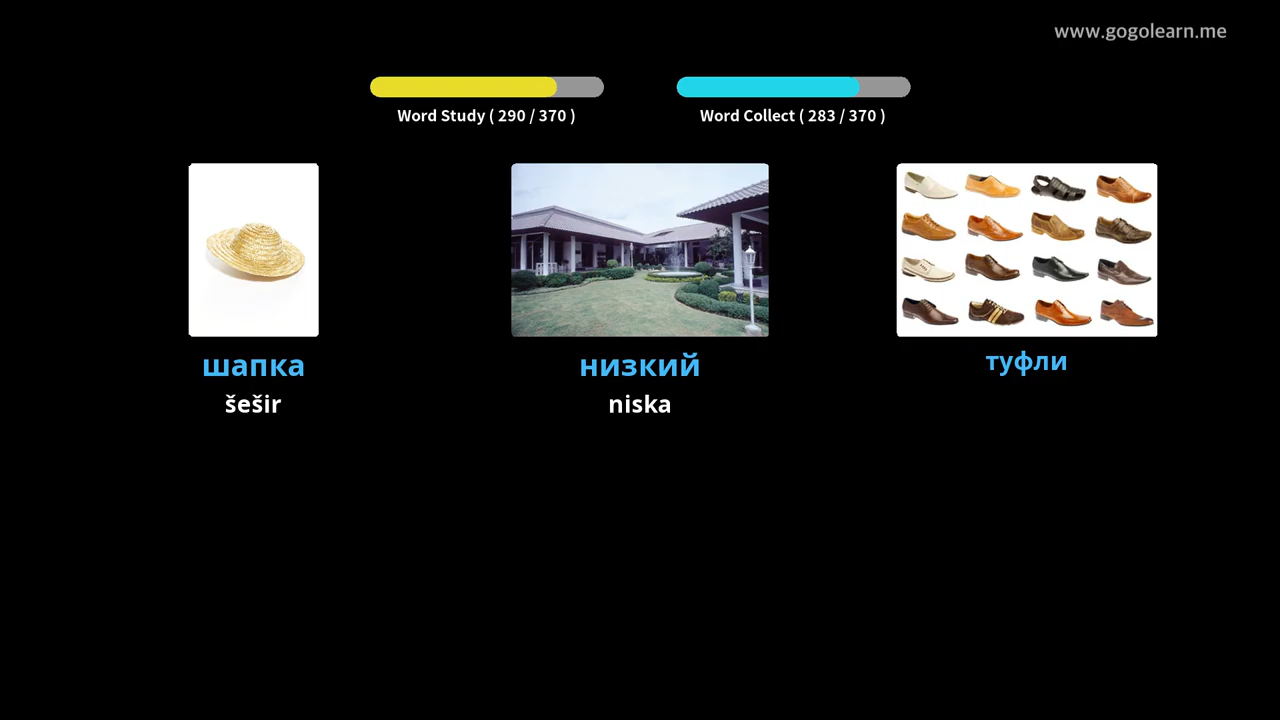 www.gogolearn.me
Word Study ( 290 / 370 )
Word Collect ( 283 / 370 )
шапка
šešir
низкий
niska
туфли